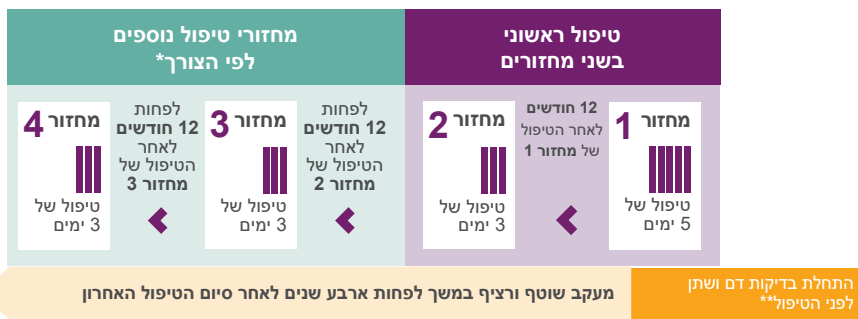 טיפול ראשוני
בשני מחזורים
מחזורי טיפול נוספים
לפי הצורך*
מחזור 1
טיפול של
5 ימים
12 חודשים
לאחר הטיפול
של מחזור 1
מחזור 2
טיפול של
3 ימים
לפחות
12 חודשים
לאחר
הטיפול של
מחזור 2
מחזור 3
טיפול של
3 ימים
לפחות
12 חודשים
לאחר
הטיפול של
מחזור 3
מחזור 4
טיפול של
3 ימים
התחלת בדיקות דם ושתן
לפני הטיפול**
מעקב שוטף ורציף במשך לפחות ארבע שנים לאחר סיום הטיפול האחרון